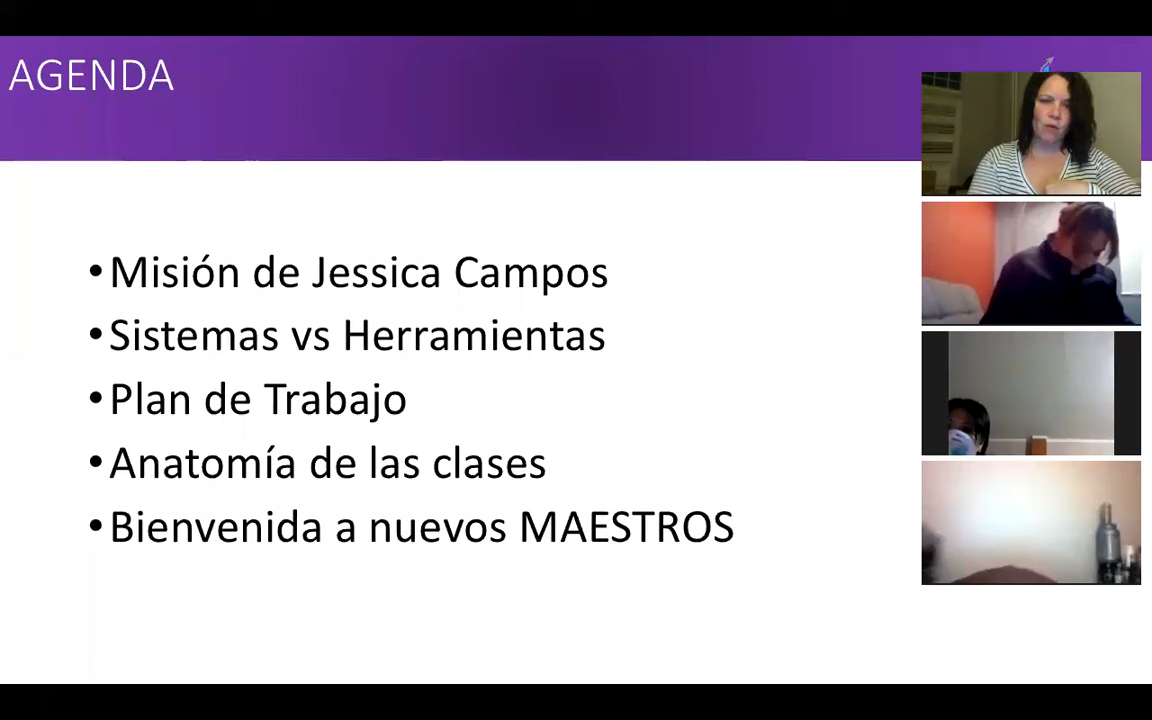 AGENDA
• Misión de Jessica Campos
• Sistemas vs Herramientas
• Plan de Trabajo
• Anatomía de las clases
• Bienvenida a nuevos MAESTROS